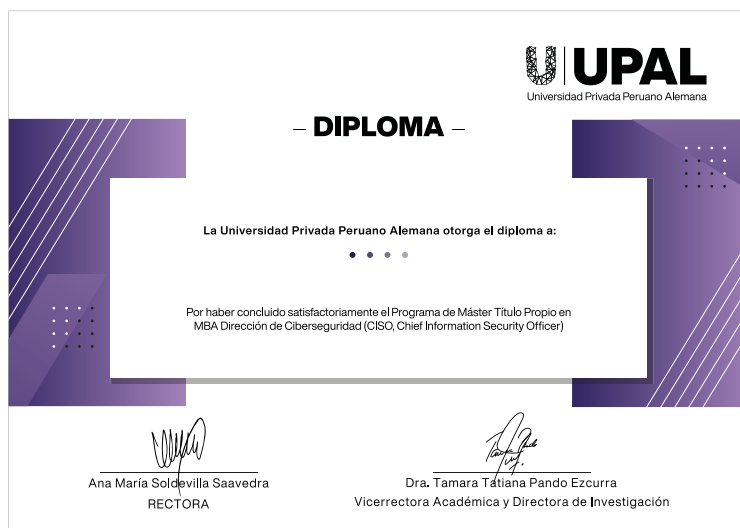 UPAL
Universidad Privada Peruano Alemana
– DIPLOMA –
La Universidad Privada Peruano Alemana otorga el diploma a:
Por haber concluido satisfactoriamente el Programa de Máster Título Propio en
MBA Dirección de Ciberseguridad (CISO, Chief Information Security Officer)
Ana María Soldevilla Saavedra
RECTORA
Dra. Tamara Tatiana Pando Ezcurra
Vicerrectora Académica y Directora de Investigación